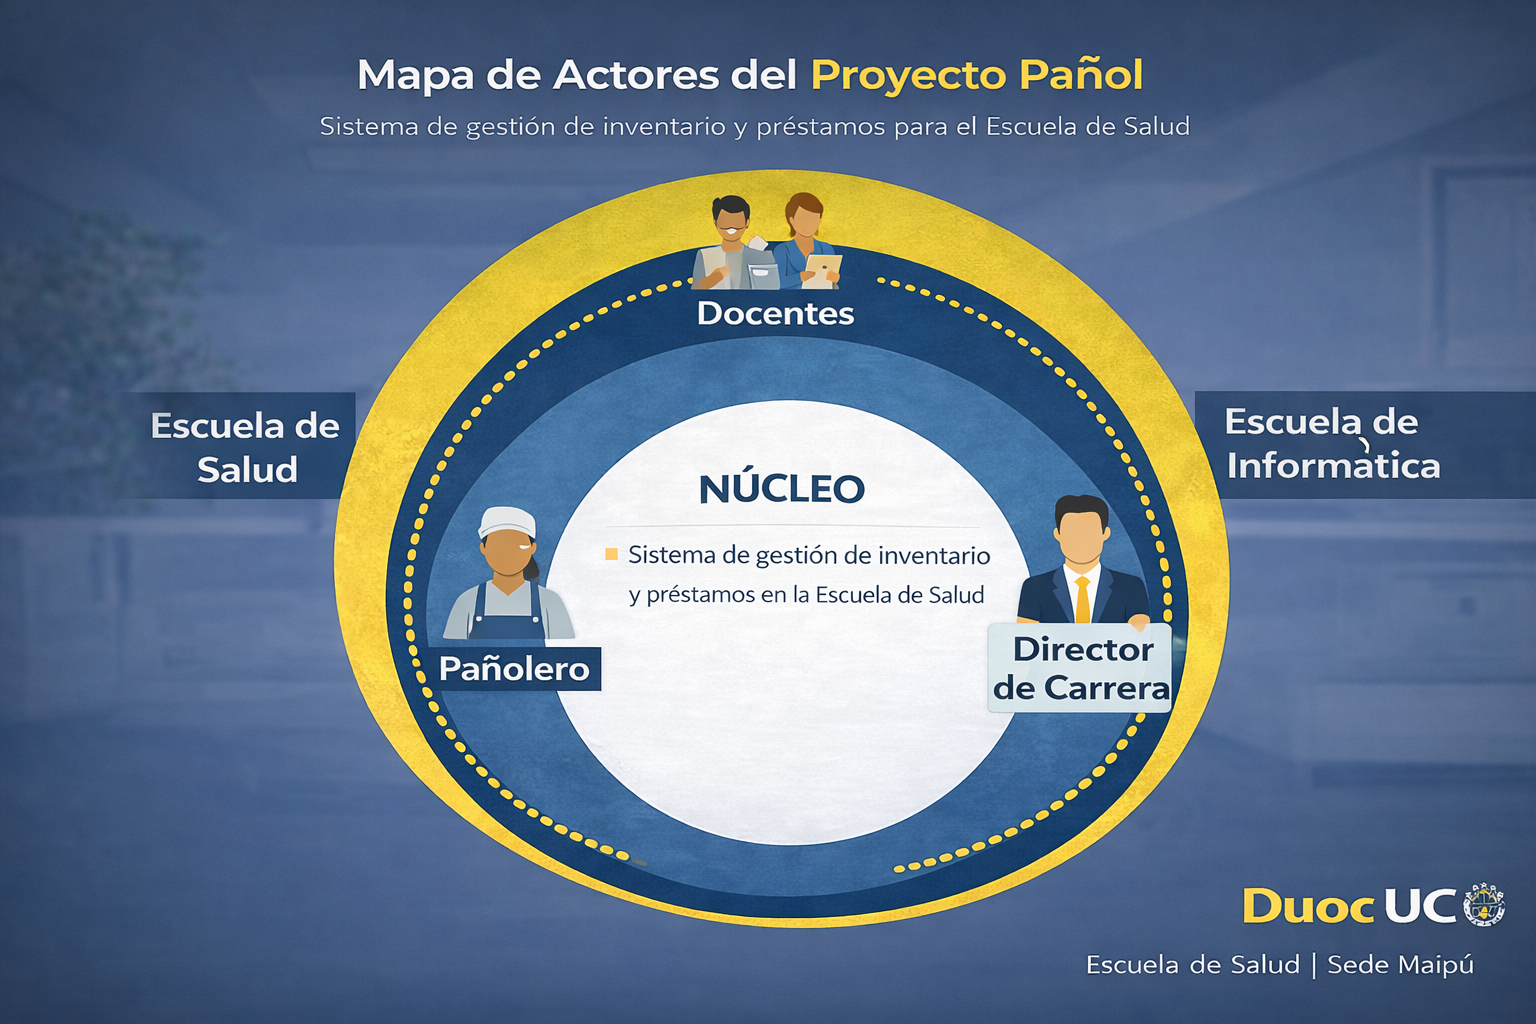 Mapa de Actores del Proyecto Pañol
Sistema de gestión de inventario y préstamos para el Escuela de Salud
Docentes
Escuela de
Salud
Escuela de
Informàtica
NÚCLEO
Sistema de gestión de inventario
y préstamos en la Escuela de Salud
Pañolero
Director
de Carrera
Duoc UC
Escuela de Salud | Sede Maipú